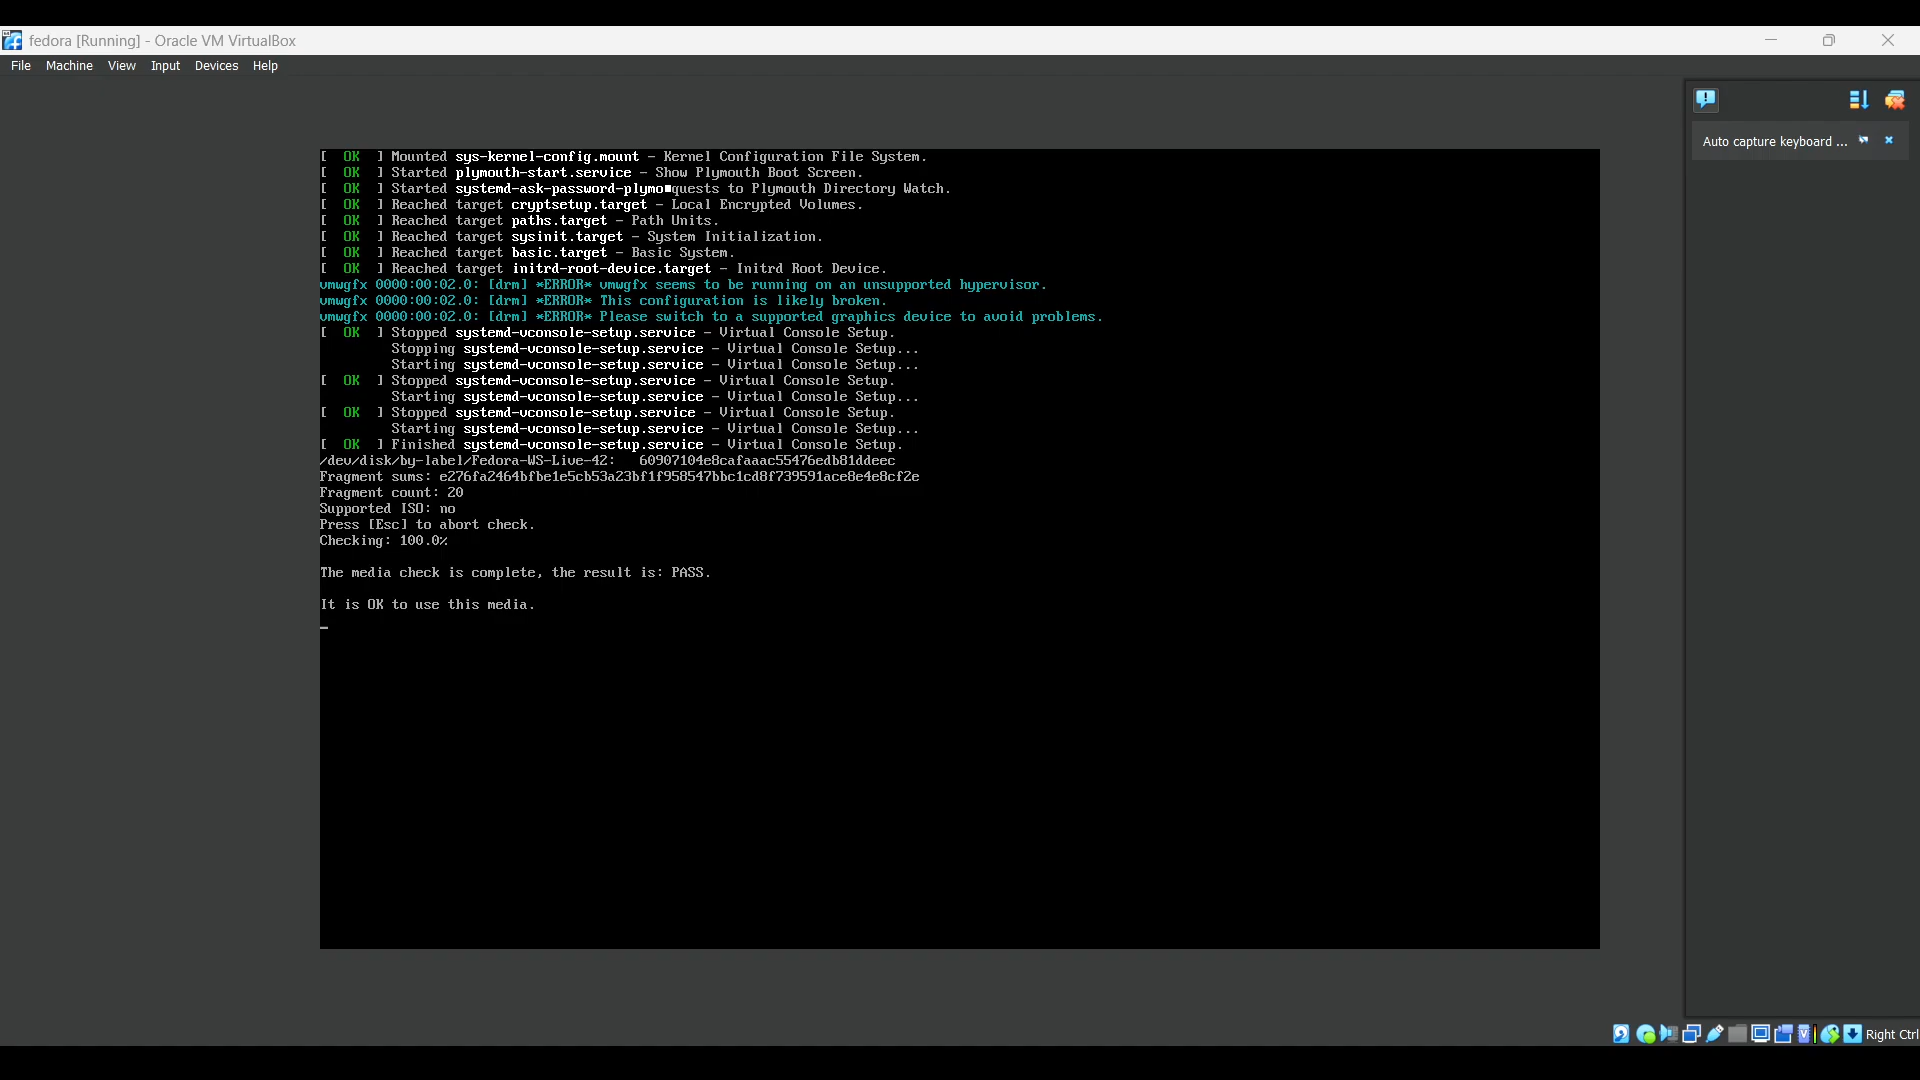 fedora [Running] - Oracle VM VirtualBox
File Machine View Input Devices Help
Auto capture keyboard ...
[ OK ] Mounted sys-kernel-config.mount - Kernel Configuration File System.
[ OK ] Started plymouth-start.service - Show Plymouth Boot Screen.
[ OK ] Started systemd-ask-password-plymo■quests to Plymouth Directory Watch.
[ OK ] Reached target cryptsetup.target - Local Encrypted Volumes.
[ OK ] Reached target paths.target - Path Units.
[ OK ] Reached target sysinit.target - System Initialization.
[ OK ] Reached target basic.target - Basic System.
[ OK ] Reached target initrd-root-device.target - Initrd Root Device.
vmwgfx 0000:00:02.0: [drm] *ERROR* vmwgfx seems to be running on an unsupported hypervisor.
vmwgfx 0000:00:02.0: [drm] *ERROR* This configuration is likely broken.
vmwgfx 0000:00:02.0: [drm] *ERROR* Please switch to a supported graphics device to avoid problems.
[ OK ] Stopped systemd-vconsole-setup.service - Virtual Console Setup.
Stopping systemd-vconsole-setup.service - Virtual Console Setup...
Starting systemd-vconsole-setup.service - Virtual Console Setup...
[ OK ] Stopped systemd-vconsole-setup.service - Virtual Console Setup.
Starting systemd-vconsole-setup.service - Virtual Console Setup...
[ OK ] Stopped systemd-vconsole-setup.service - Virtual Console Setup.
Starting systemd-vconsole-setup.service - Virtual Console Setup...
[ OK ] Finished systemd-vconsole-setup.service - Virtual Console Setup.
/dev/disk/by-label/Fedora-WS-Live-42: 60907104e8cafaaac55476edb81ddeec
Fragment sums: e276fa2464bfbe1e5cb53a23bf1f958547bbc1cd8f739591ace8e4e8cf2e
Fragment count: 20
Supported ISO: no
Press [Esc] to abort check.
Checking: 100.0%
The media check is complete, the result is: PASS.
It is OK to use this media.
_
Right Ctrl